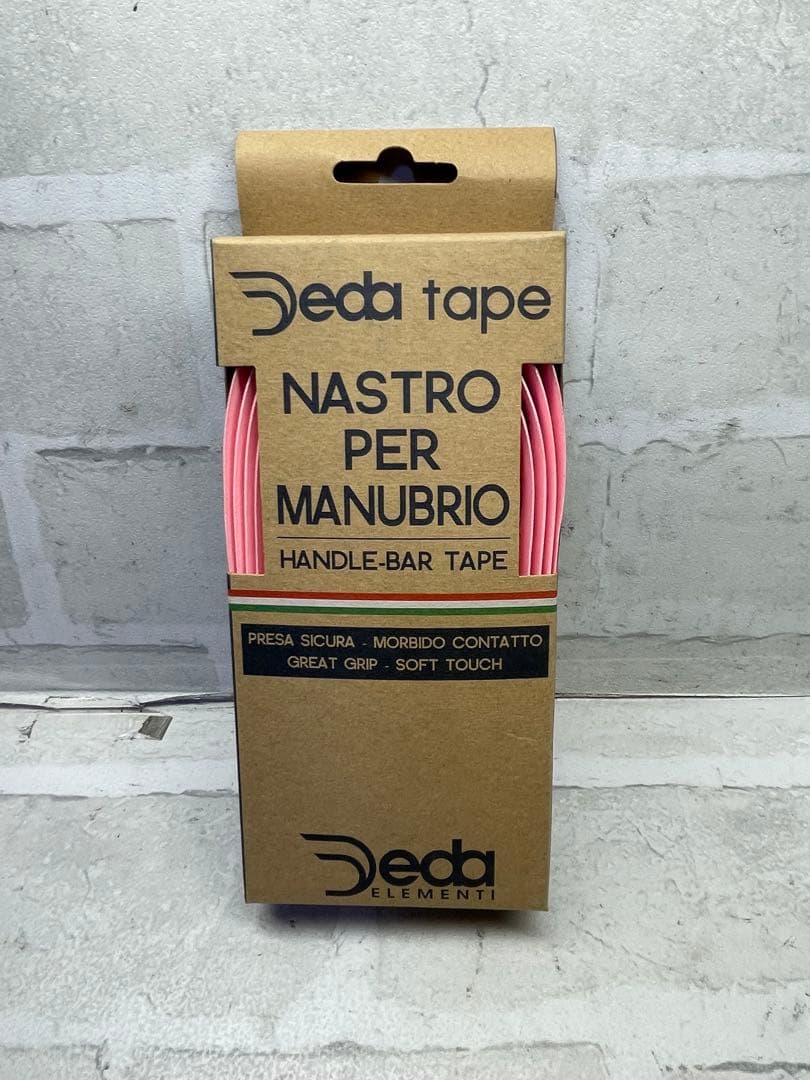 Deda tape
NASTRO
PER
MANUBRIO
HANDLE-BAR TAPE
PRESA SICURA - MORBIDO CONTATTO
GREAT GRIP - SOFT TOUCH
Deda
ELEMENTI